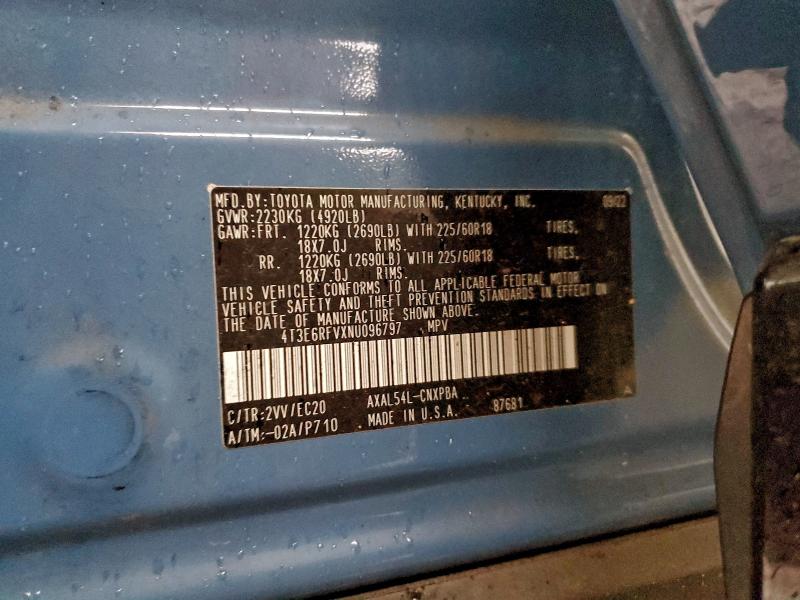 MFD.BY:TOYOTA MOTOR MANUFACTURING, KENTUCKY, INC. 09/22
GVWR:2230KG (4920LB)
GAWR:FRT. 1220KG (2690LB) WITH 225/60R18 TIRES,
18X7.0J RIMS.
RR. 1220KG (2690LB) WITH 225/60R18 TIRES,
18X7.0J RIMS.
THIS VEHICLE CONFORMS TO ALL APPLICABLE FEDERAL MOTOR
VEHICLE SAFETY AND THEFT PREVENTION STANDARDS IN EFFECT ON
THE DATE OF MANUFACTURE SHOWN ABOVE.
4T3E6RFVXNU096797 MPV
C/TR:2VV/EC20 AXAL54L-CNXPBA
A/TM:-02A/P710 MADE IN U.S.A. 87681